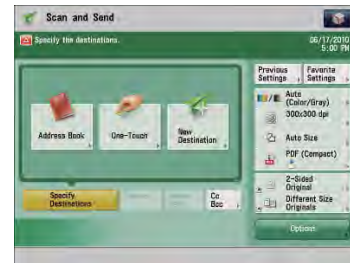 Scan and Send
Specify the destinations.
06/17/2010
5:00 PM
Previous Settings
Favorite Settings
Address Book
One-Touch
New Destination
Auto (Color/Gray)
300x300 dpi
Auto Size
PDF (Compact)
2-Sided Original
Different Size Originals
Specify Destinations
Cc Bcc
Options